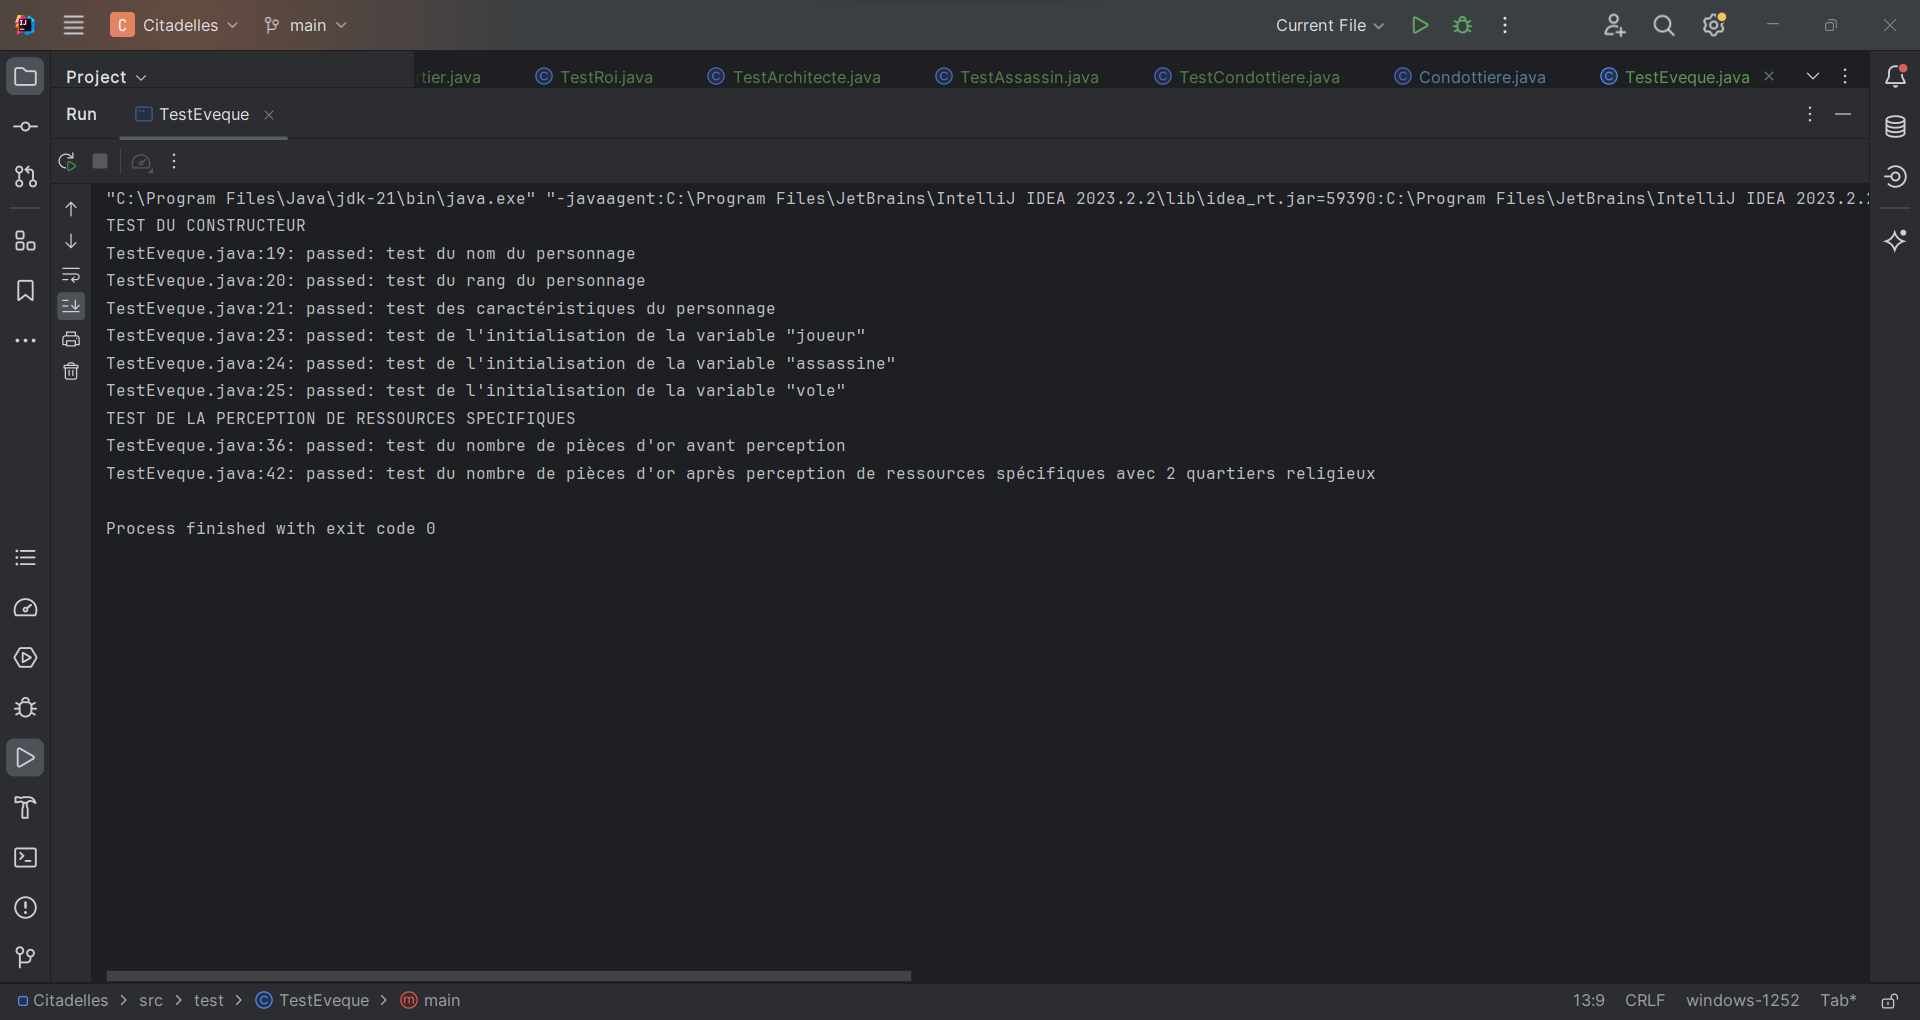 C Citadelles main Current File
Project tier.java TestRoi.java TestArchitecte.java TestAssassin.java TestCondottiere.java Condottiere.java TestEveque.java
Run TestEveque
"C:\Program Files\Java\jdk-21\bin\java.exe" "-javaagent:C:\Program Files\JetBrains\IntelliJ IDEA 2023.2.2\lib\idea_rt.jar=59390:C:\Program Files\JetBrains\IntelliJ IDEA 2023.2.
TEST DU CONSTRUCTEUR
TestEveque.java:19: passed: test du nom du personnage
TestEveque.java:20: passed: test du rang du personnage
TestEveque.java:21: passed: test des caractéristiques du personnage
TestEveque.java:23: passed: test de l'initialisation de la variable "joueur"
TestEveque.java:24: passed: test de l'initialisation de la variable "assassine"
TestEveque.java:25: passed: test de l'initialisation de la variable "vole"
TEST DE LA PERCEPTION DE RESSOURCES SPECIFIQUES
TestEveque.java:36: passed: test du nombre de pièces d'or avant perception
TestEveque.java:42: passed: test du nombre de pièces d'or après perception de ressources spécifiques avec 2 quartiers religieux
Process finished with exit code 0
Citadelles > src > test > TestEveque > main 13:9 CRLF windows-1252 Tab*